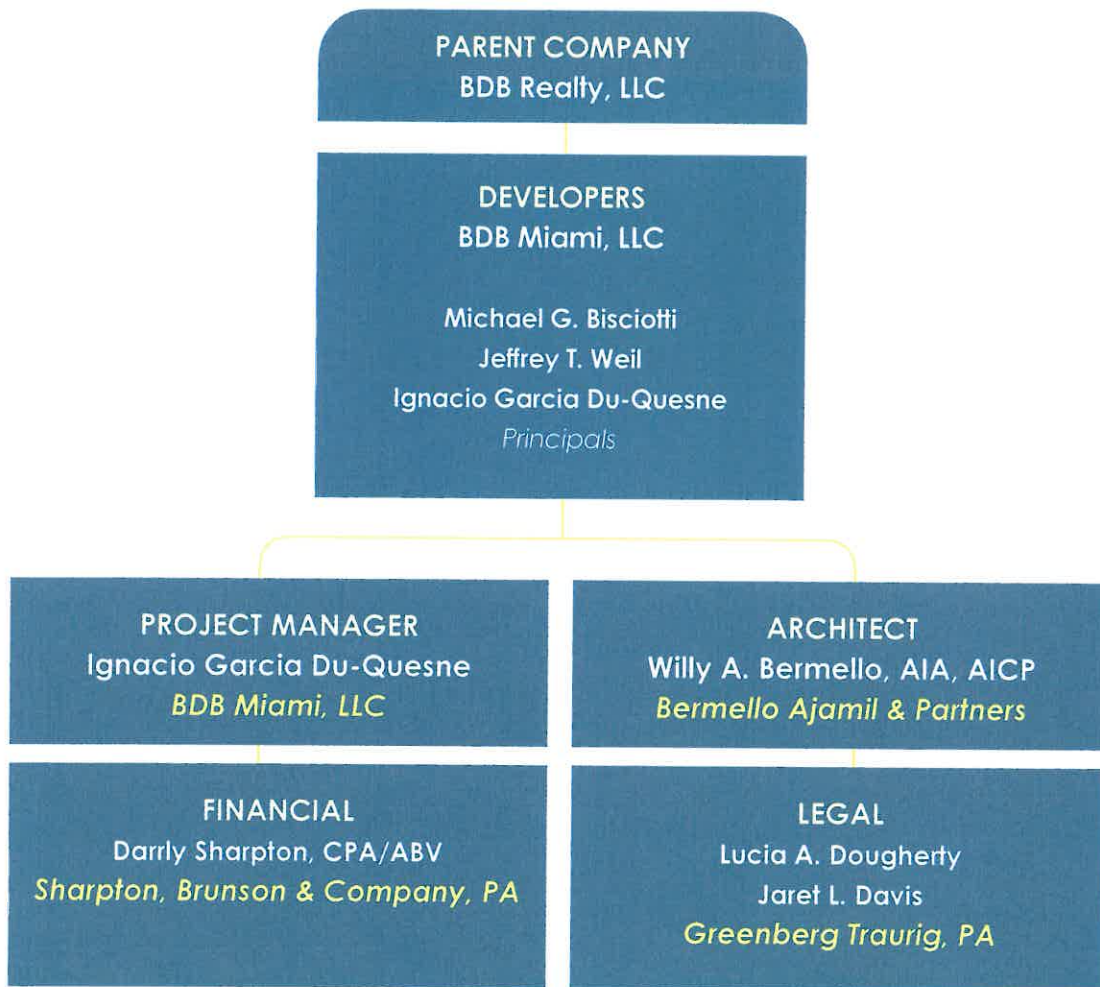 PARENT COMPANY
BDB Realty, LLC
DEVELOPERS
BDB Miami, LLC
Michael G. Bisciotti
Jeffrey T. Weil
Ignacio Garcia Du-Quesne
Principals
PROJECT MANAGER
Ignacio Garcia Du-Quesne
BDB Miami, LLC
ARCHITECT
Willy A. Bermello, AIA, AICP
Bermello Ajamil & Partners
FINANCIAL
Darrly Sharpton, CPA/ABV
Sharpton, Brunson & Company, PA
LEGAL
Lucia A. Dougherty
Jaret L. Davis
Greenberg Traurig, PA